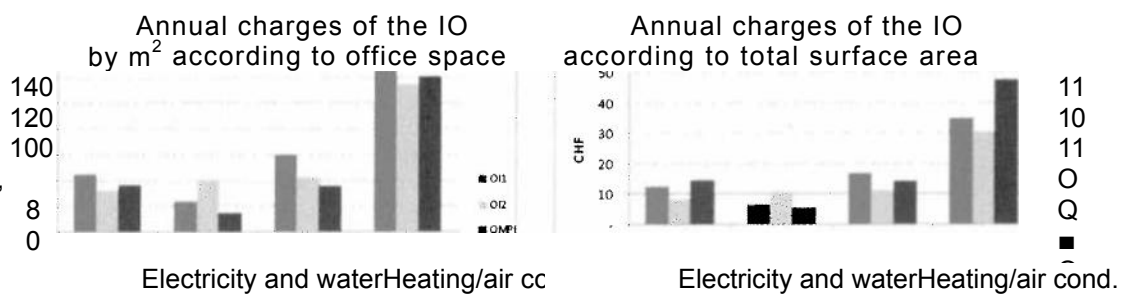 Annual charges of the IO
by m² according to office space
140
120
100
8
0
OI1
OI2
OMPI
Electricity and waterHeating/air co
Annual charges of the IO
according to total surface area
50
40
30
20
10
-
CHF
11
10
11
O
Q
■
Electricity and waterHeating/air cond.